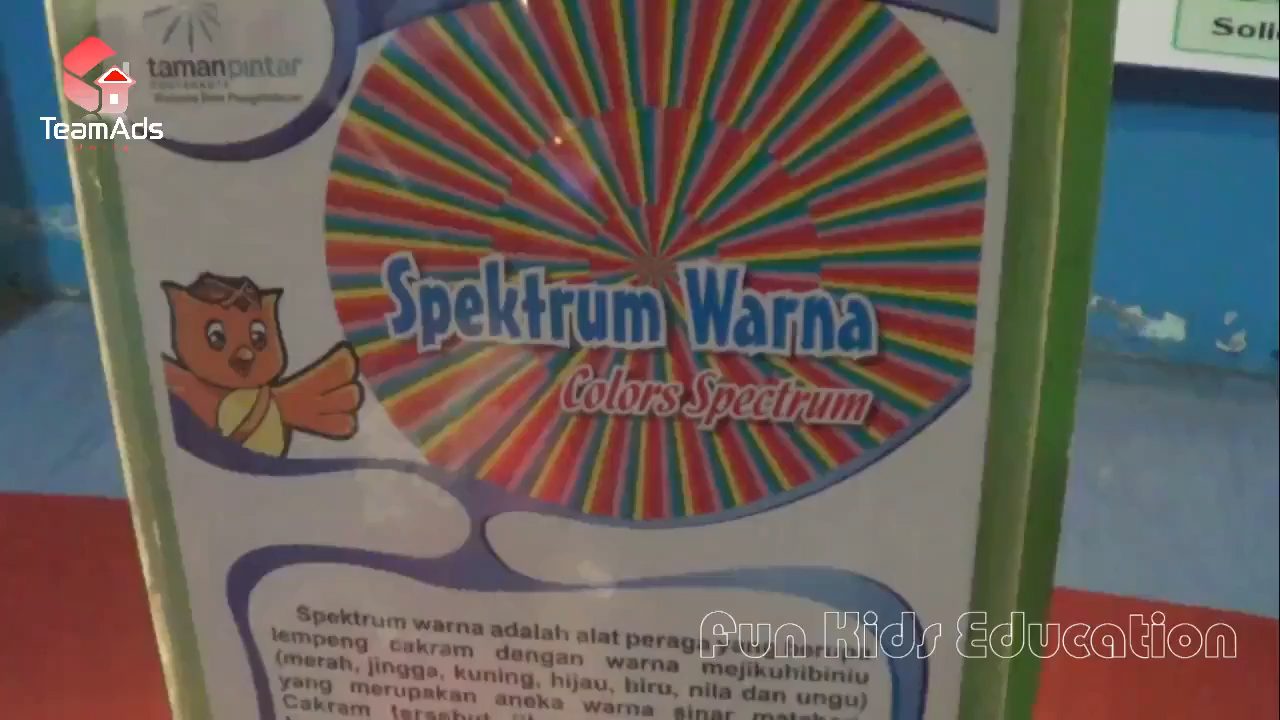 tamanpintar
TeamAds
Soli
Spektrum Warna
Colors Spectrum
Spektrum warna adalah alat peraga
lempeng cakram dengan warna mejikuhibiniu
(merah, jingga, kuning, hijau, biru, nila dan ungu)
yang merupakan aneka warna sinar
Cakram tersebut
Fun Kids Education